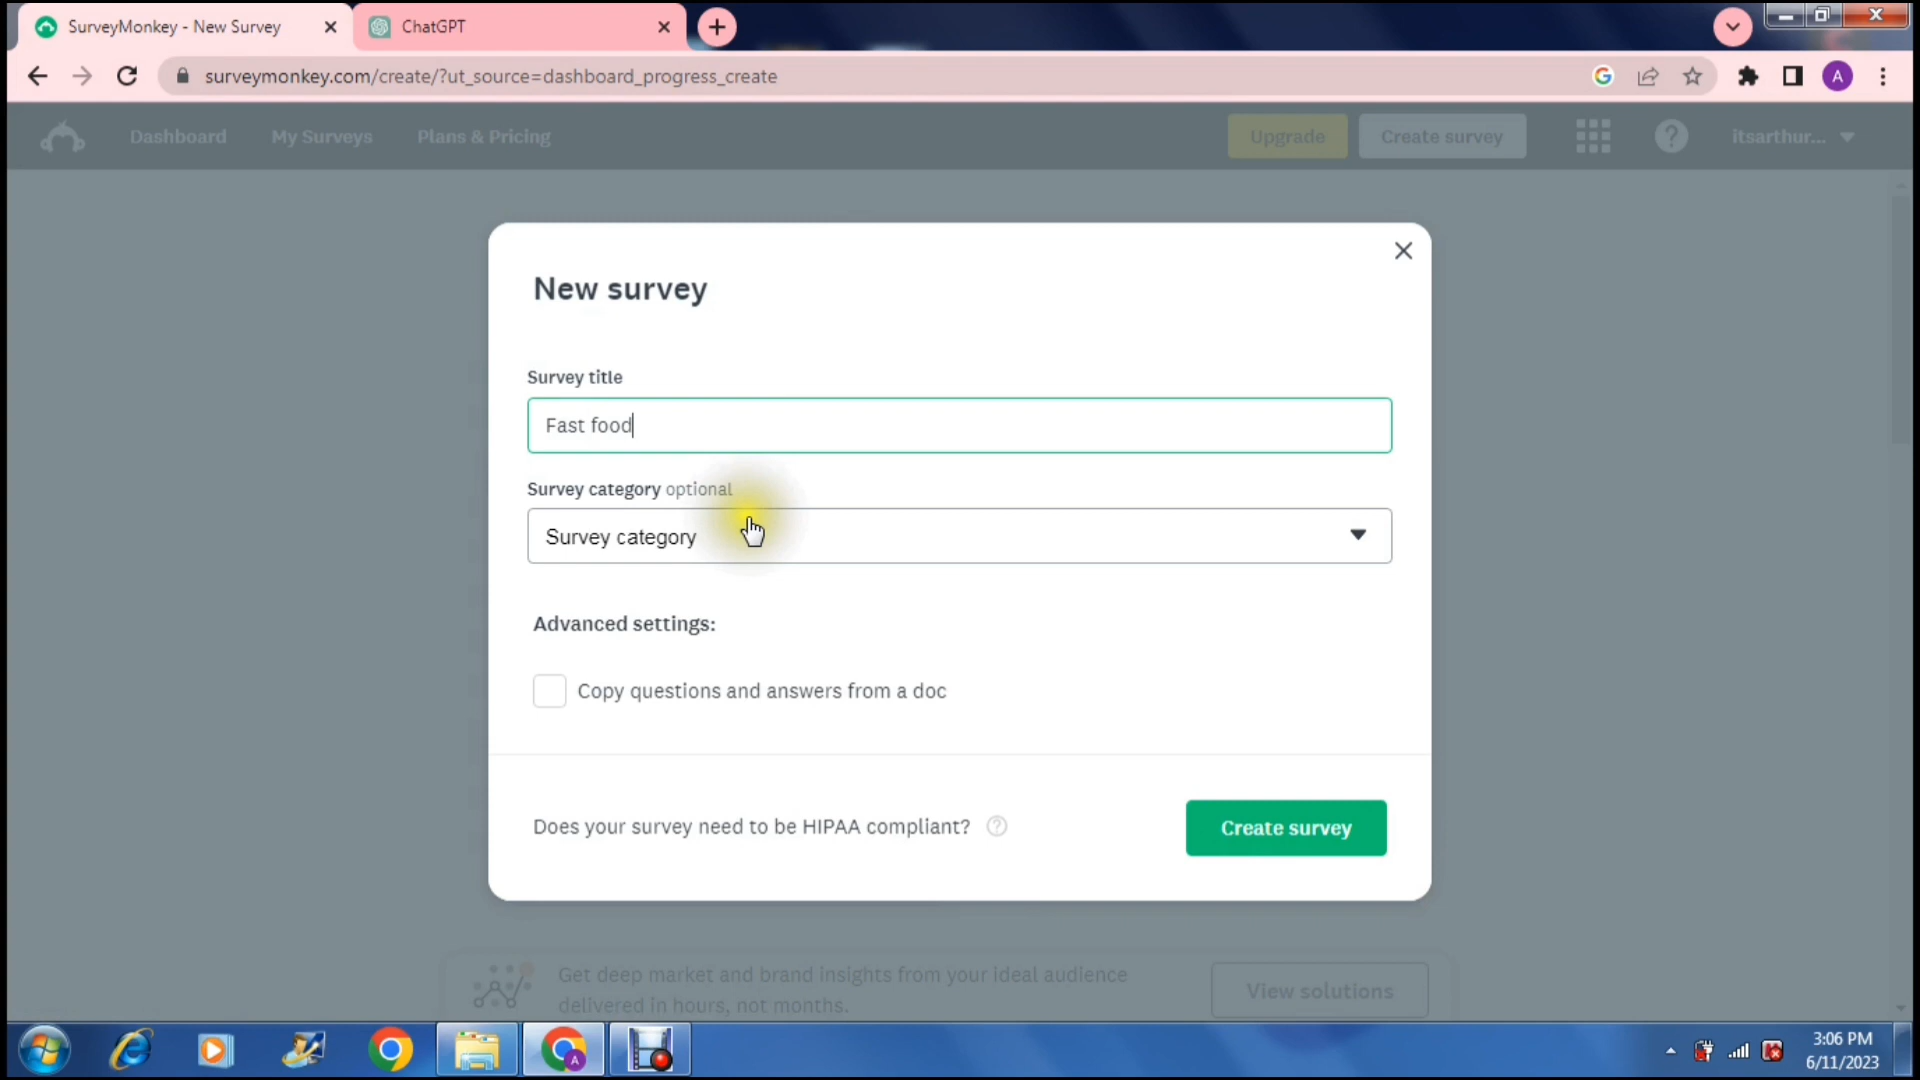 SurveyMonkey - New Survey
ChatGPT
surveymonkey.com/create/?ut_source=dashboard_progress_create
A
Dashboard My Surveys Plans & Pricing Upgrade Create survey itsarthur...
New survey
Survey title
Fast food
Survey category optional
Survey category
Advanced settings:
Copy questions and answers from a doc
Does your survey need to be HIPAA compliant?
Create survey
Get deep market and brand insights from your ideal audience
delivered in hours, not months.
View solutions
3:06 PM
6/11/2023